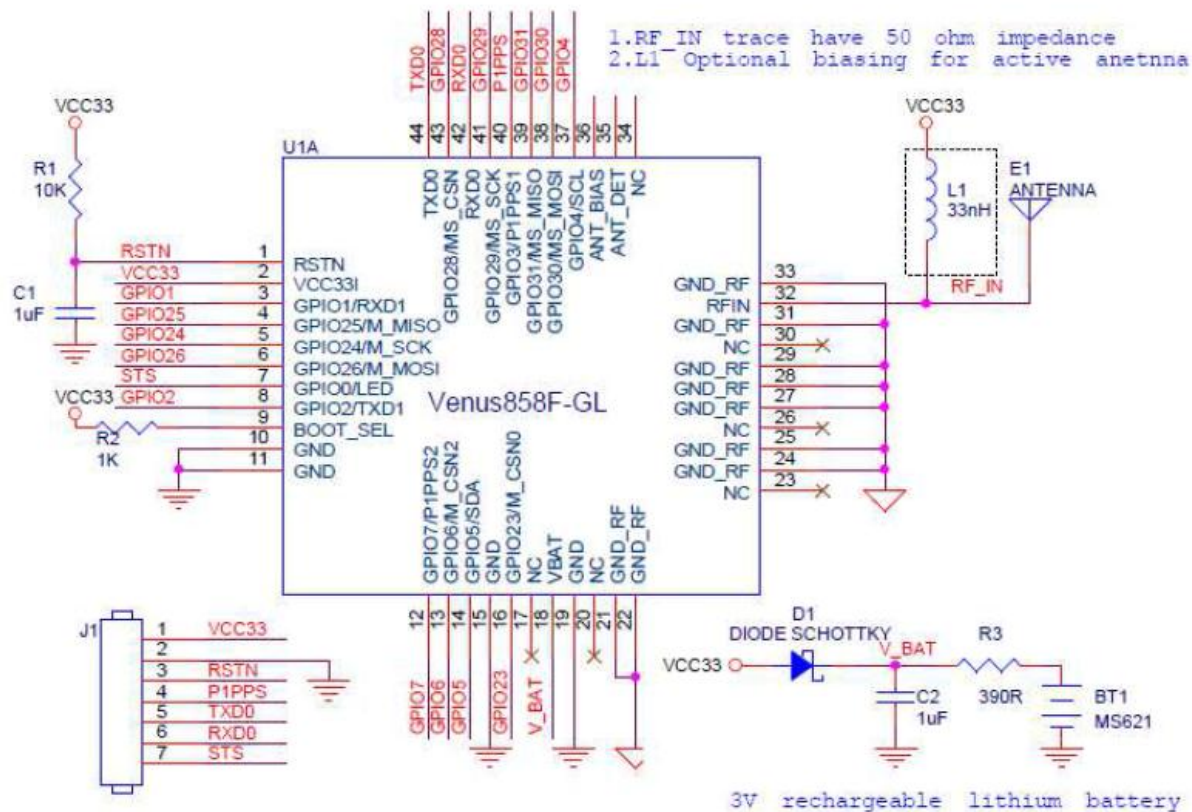 1.RF_IN trace have 50 ohm impedance
2.L1 Optional biasing for active anetnna
TXD0
GPIO28
RXD0
GPIO29
P1PPS
GPIO31
GPIO30
GPIO4
44
43
42
41
40
39
38
37
36
35
34
VCC33
R1
10K
C1
1uF
U1A
TXD0
GPIO28/MS_CSN
RXD0
GPIO29/MS_SCK
GPIO3/P1PPS1
GPIO31/MS_MISO
GPIO30/MS_MOSI
GPIO4/SCL
ANT_BIAS
ANT_DET
NC
VCC33
L1
33nH
E1
ANTENNA
RF_IN
RSTN 1 RSTN
VCC33 2 VCC33I
GPIO1 3 GPIO1/RXD1
GPIO25 4 GPIO25/M_MISO
GPIO24 5 GPIO24/M_SCK
GPIO26 6 GPIO26/M_MOSI
STS 7 GPIO0/LED
GPIO2 8 GPIO2/TXD1
9 BOOT_SEL
10 GND
11 GND
VCC33
R2
1K
Venus858F-GL
GND_RF 33
RFIN 32
GND_RF 31
NC 30
GND_RF 29
GND_RF 28
GND_RF 27
NC 26
GND_RF 25
GND_RF 24
NC 23
GPIO7/P1PPS2
GPIO6/M_CSN2
GPIO5/SDA
GND
GPIO23/M_CSN0
NC
VBAT
GND
NC
GND_RF
GND_RF
12
13
14
15
16
17
18
19
20
21
22
GPIO7
GPIO6
GPIO5
GPIO23
V_BAT
J1
1 VCC33
2
3 RSTN
4 P1PPS
5 TXD0
6 RXD0
7 STS
D1
DIODE SCHOTTKY
VCC33
V_BAT
R3
390R
C2
1uF
BT1
MS621
3V rechargeable lithium battery